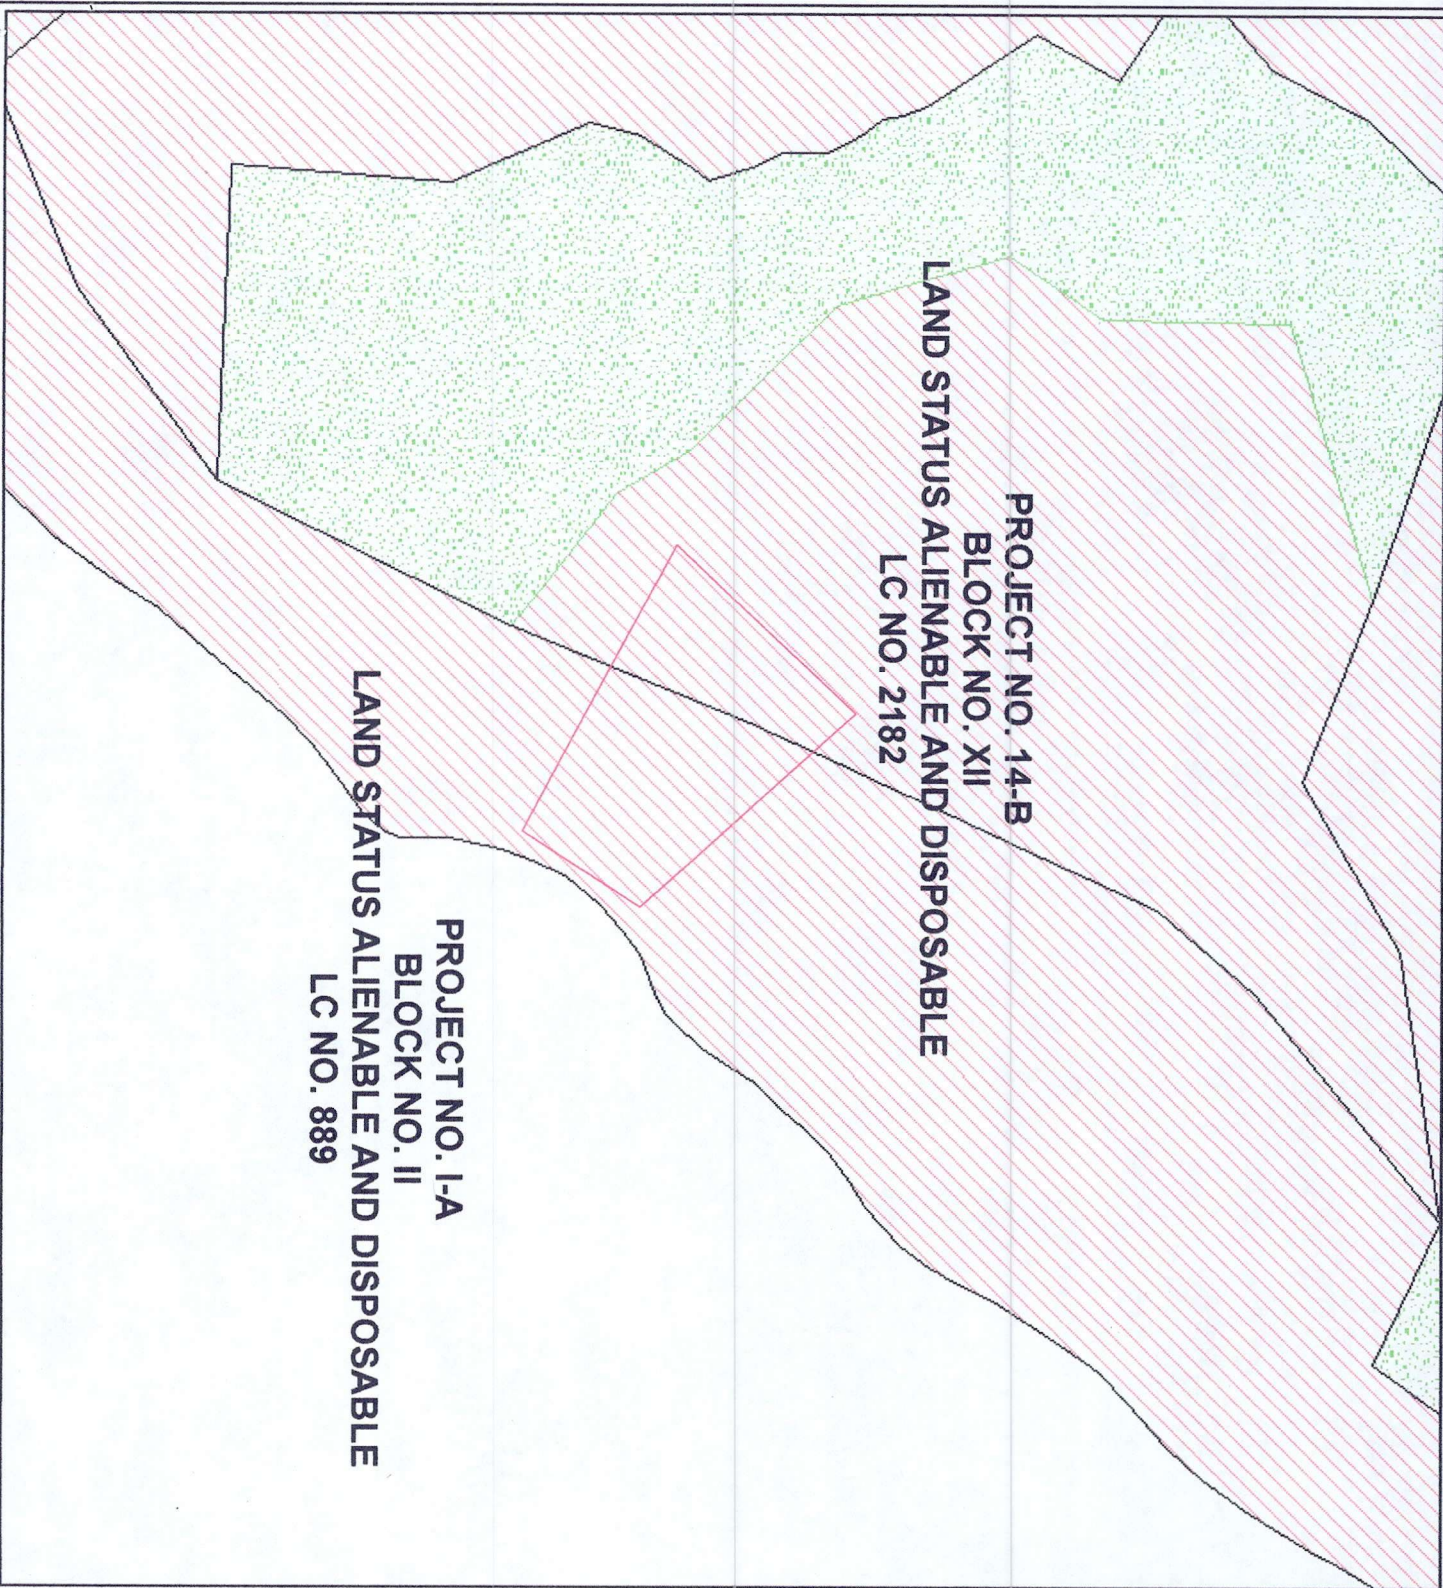 PROJECT NO. 14-B
BLOCK NO. XII
LAND STATUS ALIENABLE AND DISPOSABLE
LC NO. 2182
PROJECT NO. I-A
BLOCK NO. II
LAND STATUS ALIENABLE AND DISPOSABLE
LC NO. 889